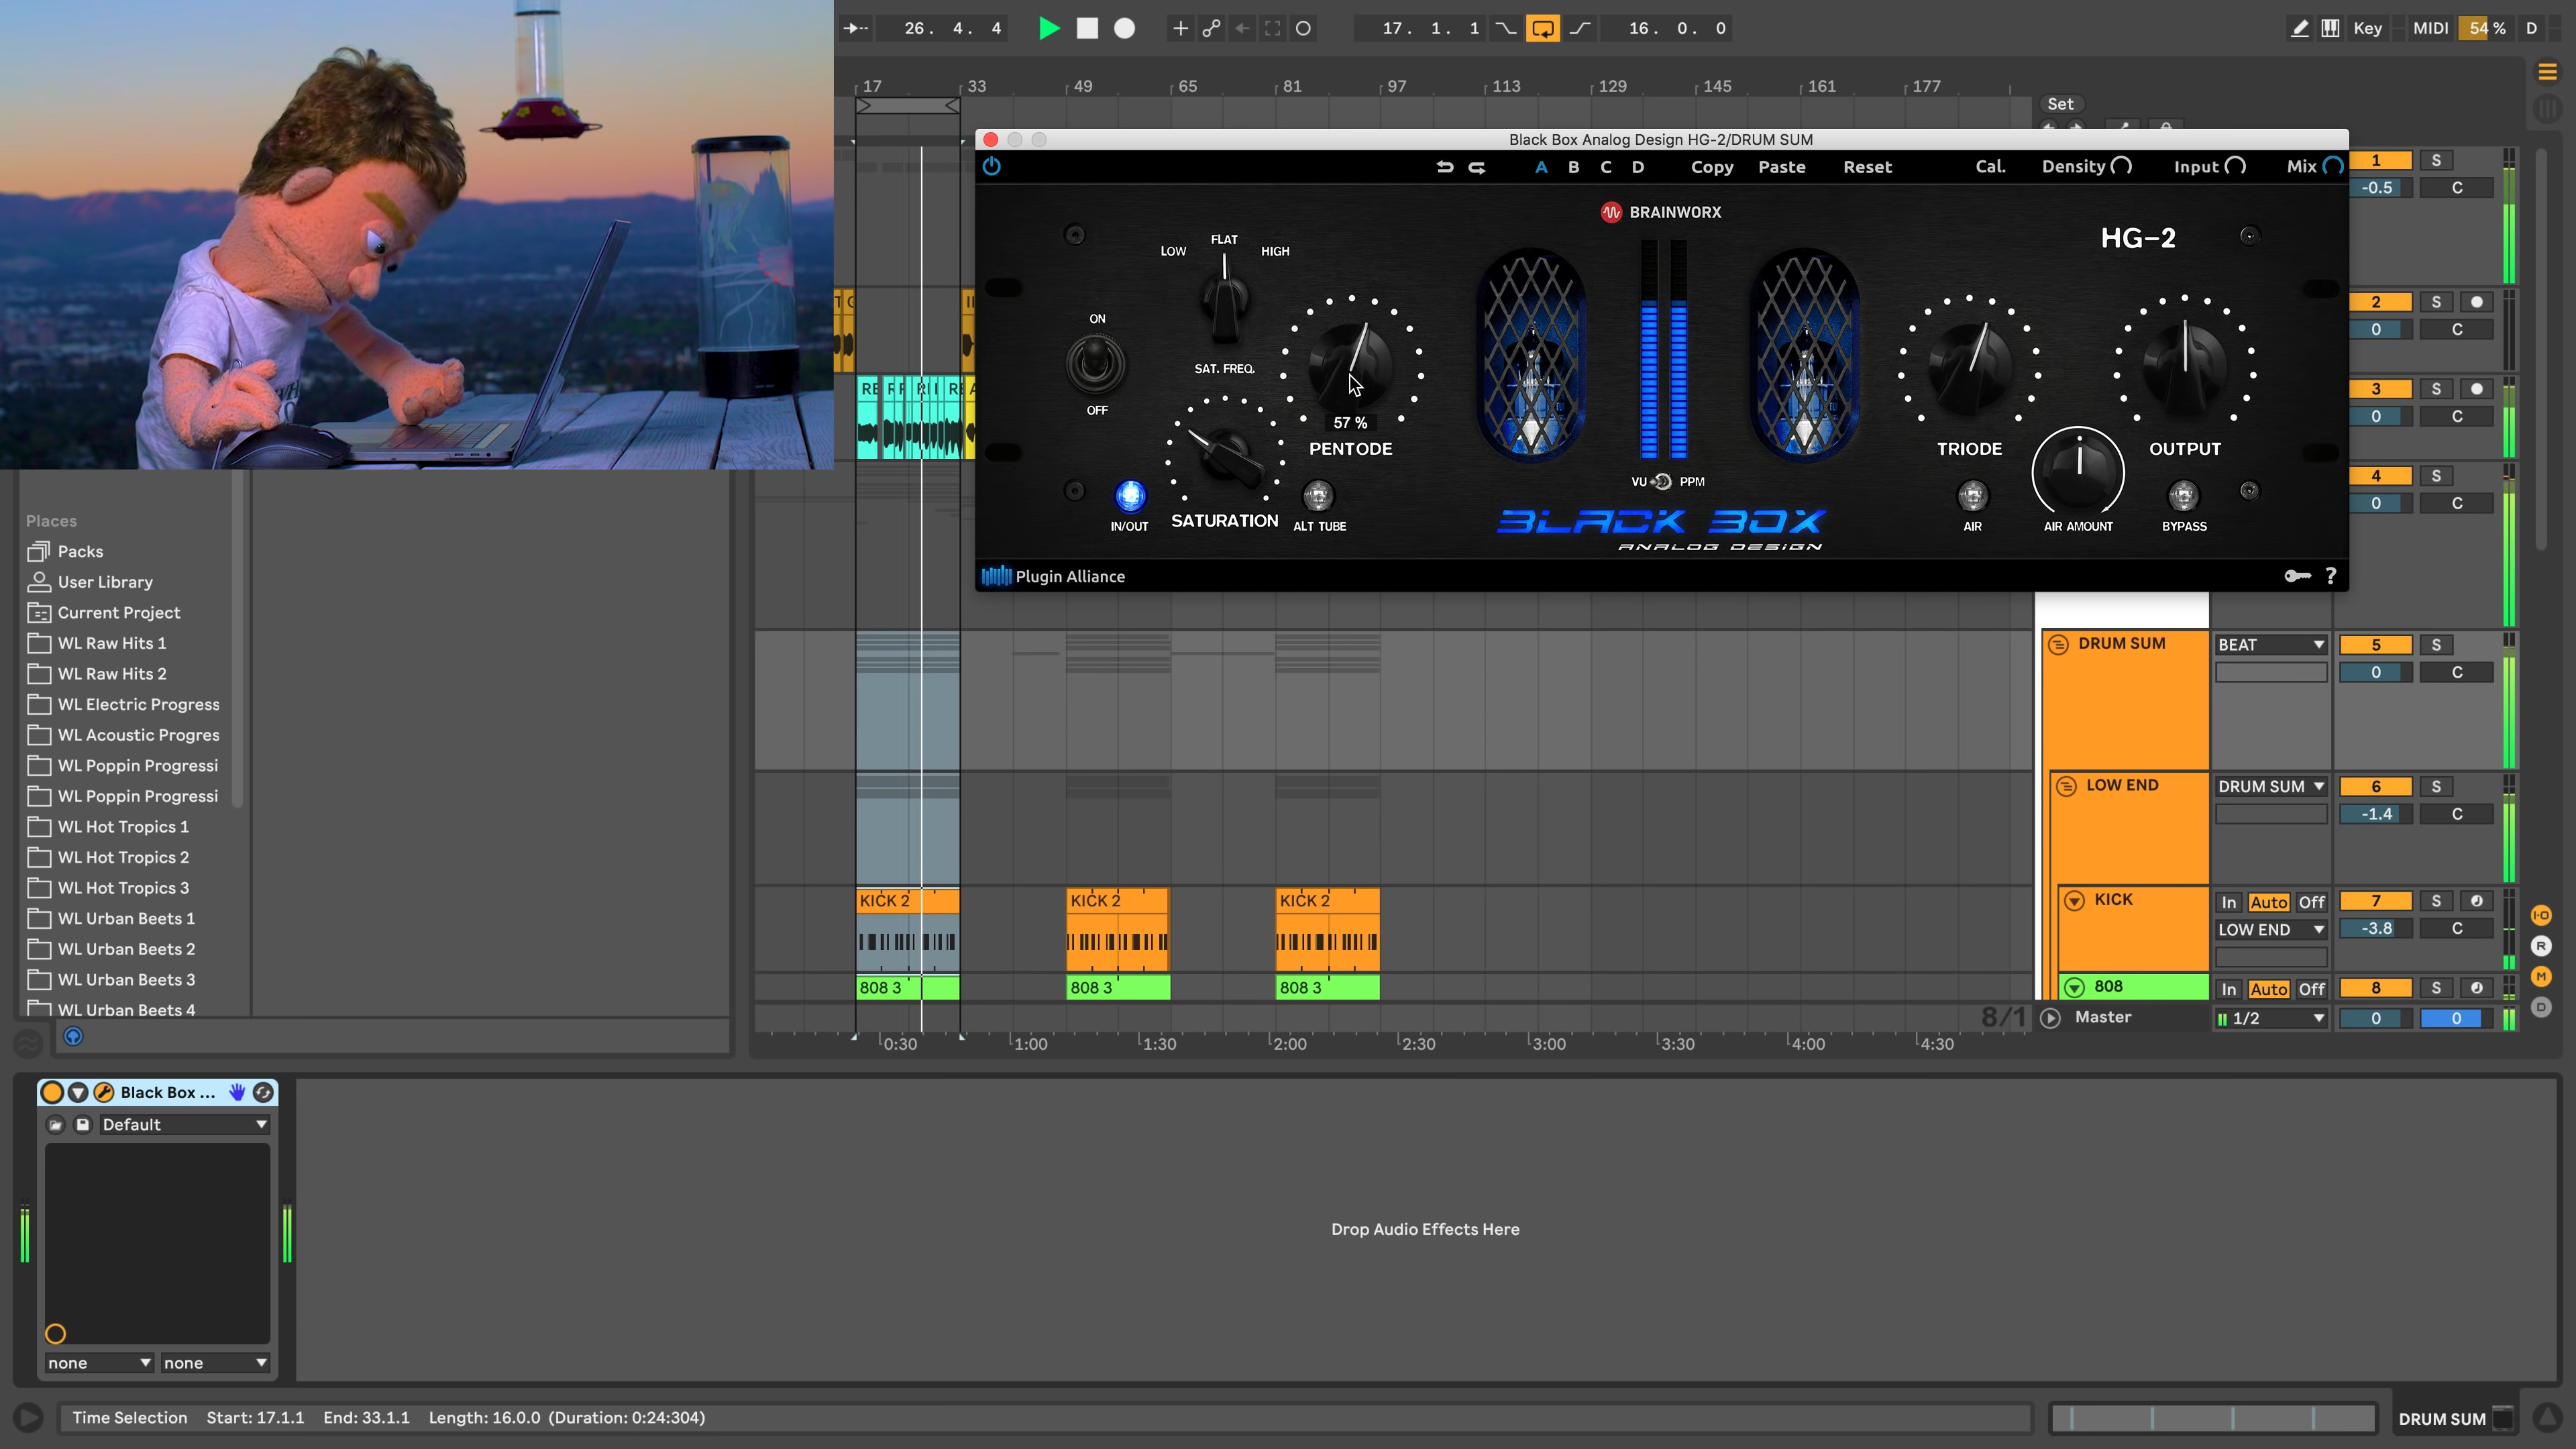 26. 4. 4
17. 1. 1
16. 0. 0
Key
MIDI
54 %
D
17
33
49
65
81
97
113
129
145
161
177
Set
Black Box Analog Design HG-2/DRUM SUM
A B C D
Copy
Paste
Reset
Cal.
Density
Input
Mix
BRAINWORX
HG-2
LOW
FLAT
HIGH
ON
OFF
SAT. FREQ.
57 %
PENTODE
TRIODE
OUTPUT
VU
PPM
IN/OUT
SATURATION
ALT TUBE
BLACK BOX
ANALOG DESIGN
AIR
AIR AMOUNT
BYPASS
Plugin Alliance
?
1 S
-0.5 C
2 S
0 C
3 S
0 C
4 S
0 C
Places
Packs
User Library
Current Project
WL Raw Hits 1
WL Raw Hits 2
WL Electric Progress
WL Acoustic Progres
WL Poppin Progressi
WL Poppin Progressi
WL Hot Tropics 1
WL Hot Tropics 2
WL Hot Tropics 3
WL Urban Beets 1
WL Urban Beets 2
WL Urban Beets 3
WL Urban Beets 4
DRUM SUM
BEAT
5 S
0 C
LOW END
DRUM SUM
6 S
-1.4 C
KICK 2
KICK 2
KICK 2
KICK
In Auto Off
7 S
LOW END
-3.8 C
808 3
808 3
808 3
808
In Auto Off
8 S
8/1
Master
1/2
0
0
I-O
R
M
D
0:30
1:00
1:30
2:00
2:30
3:00
3:30
4:00
4:30
Black Box ...
Default
none
none
Drop Audio Effects Here
Time Selection Start: 17.1.1 End: 33.1.1 Length: 16.0.0 (Duration: 0:24:304)
DRUM SUM